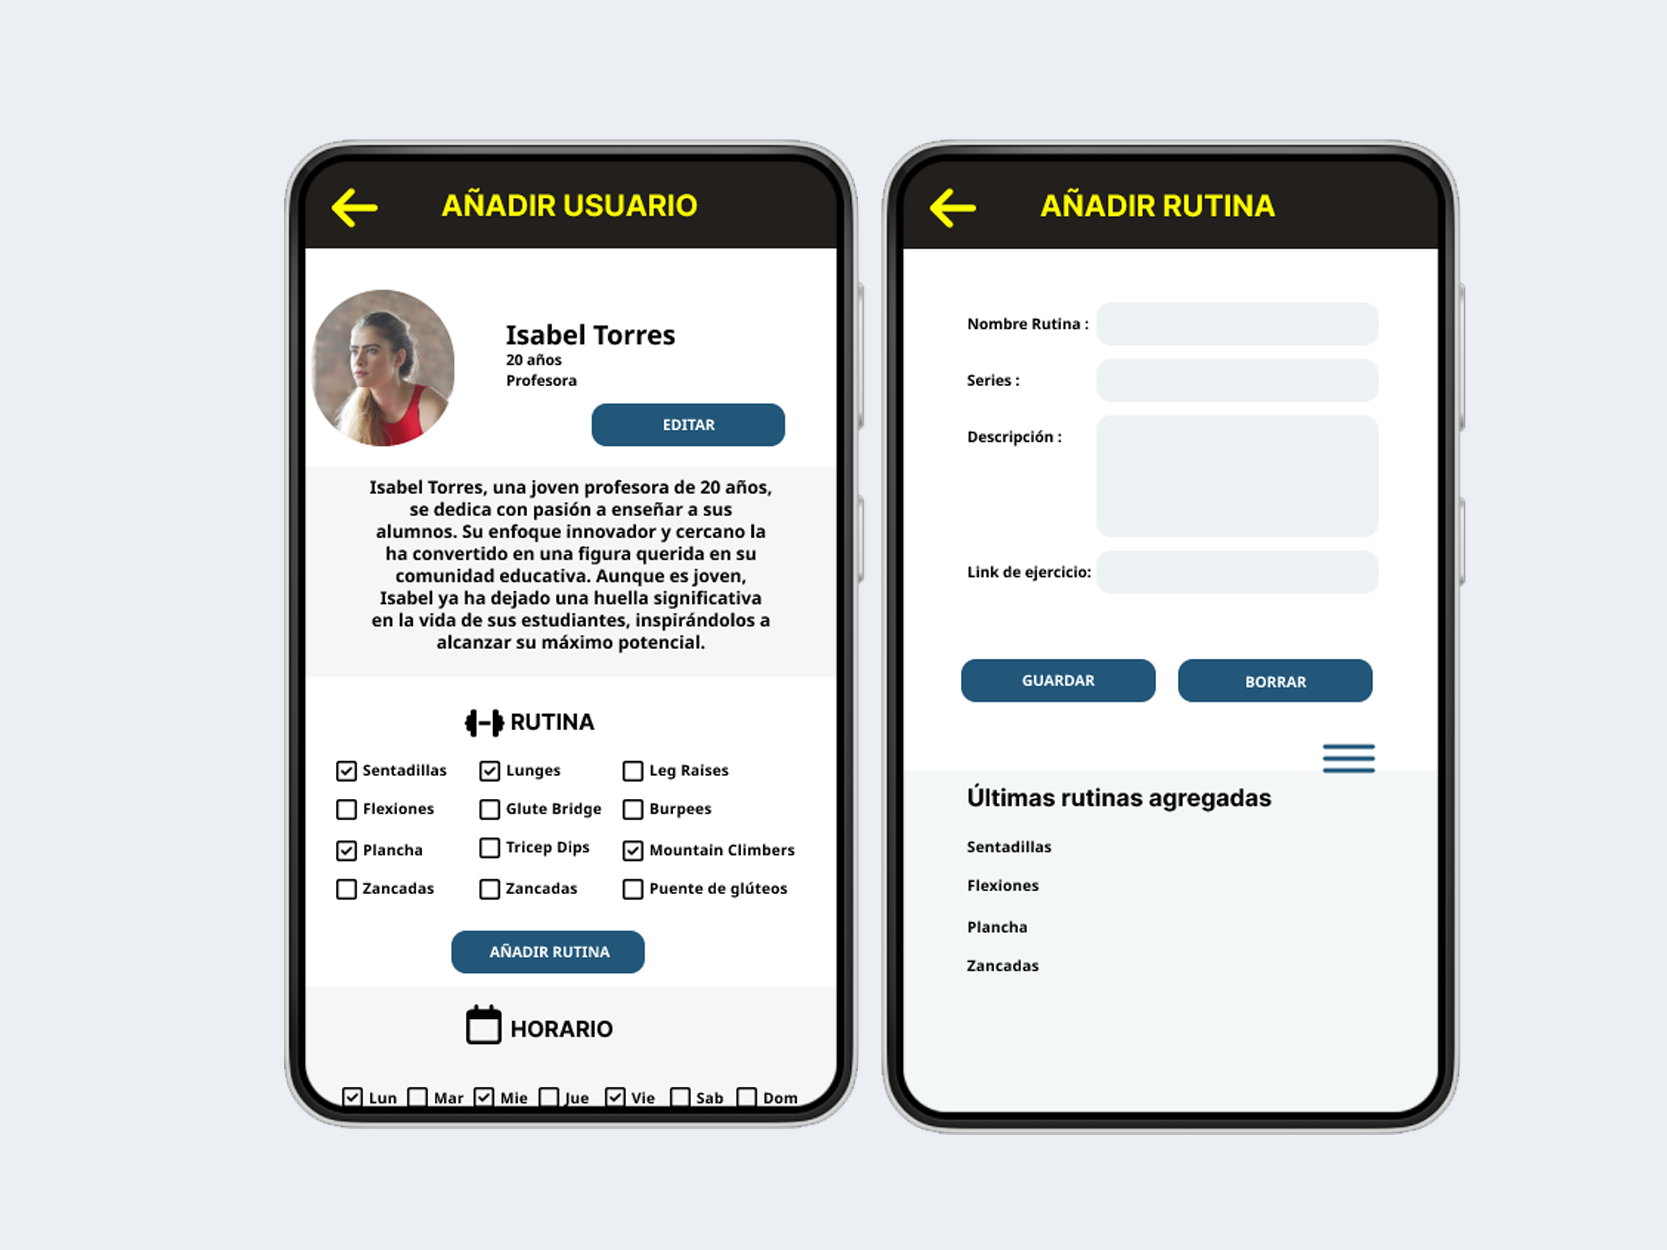 AÑADIR USUARIO
Isabel Torres
20 años
Profesora
EDITAR
Isabel Torres, una joven profesora de 20 años,
se dedica con pasión a enseñar a sus
alumnos. Su enfoque innovador y cercano la
ha convertido en una figura querida en su
comunidad educativa. Aunque es joven,
Isabel ya ha dejado una huella significativa
en la vida de sus estudiantes, inspirándolos a
alcanzar su máximo potencial.
RUTINA
Sentadillas Lunges Leg Raises
Flexiones Glute Bridge Burpees
Plancha Tricep Dips Mountain Climbers
Zancadas Zancadas Puente de glúteos
AÑADIR RUTINA
HORARIO
Lun Mar Mie Jue Vie Sab Dom
AÑADIR RUTINA
Nombre Rutina :
Series :
Descripción :
Link de ejercicio:
GUARDAR BORRAR
Últimas rutinas agregadas
Sentadillas
Flexiones
Plancha
Zancadas